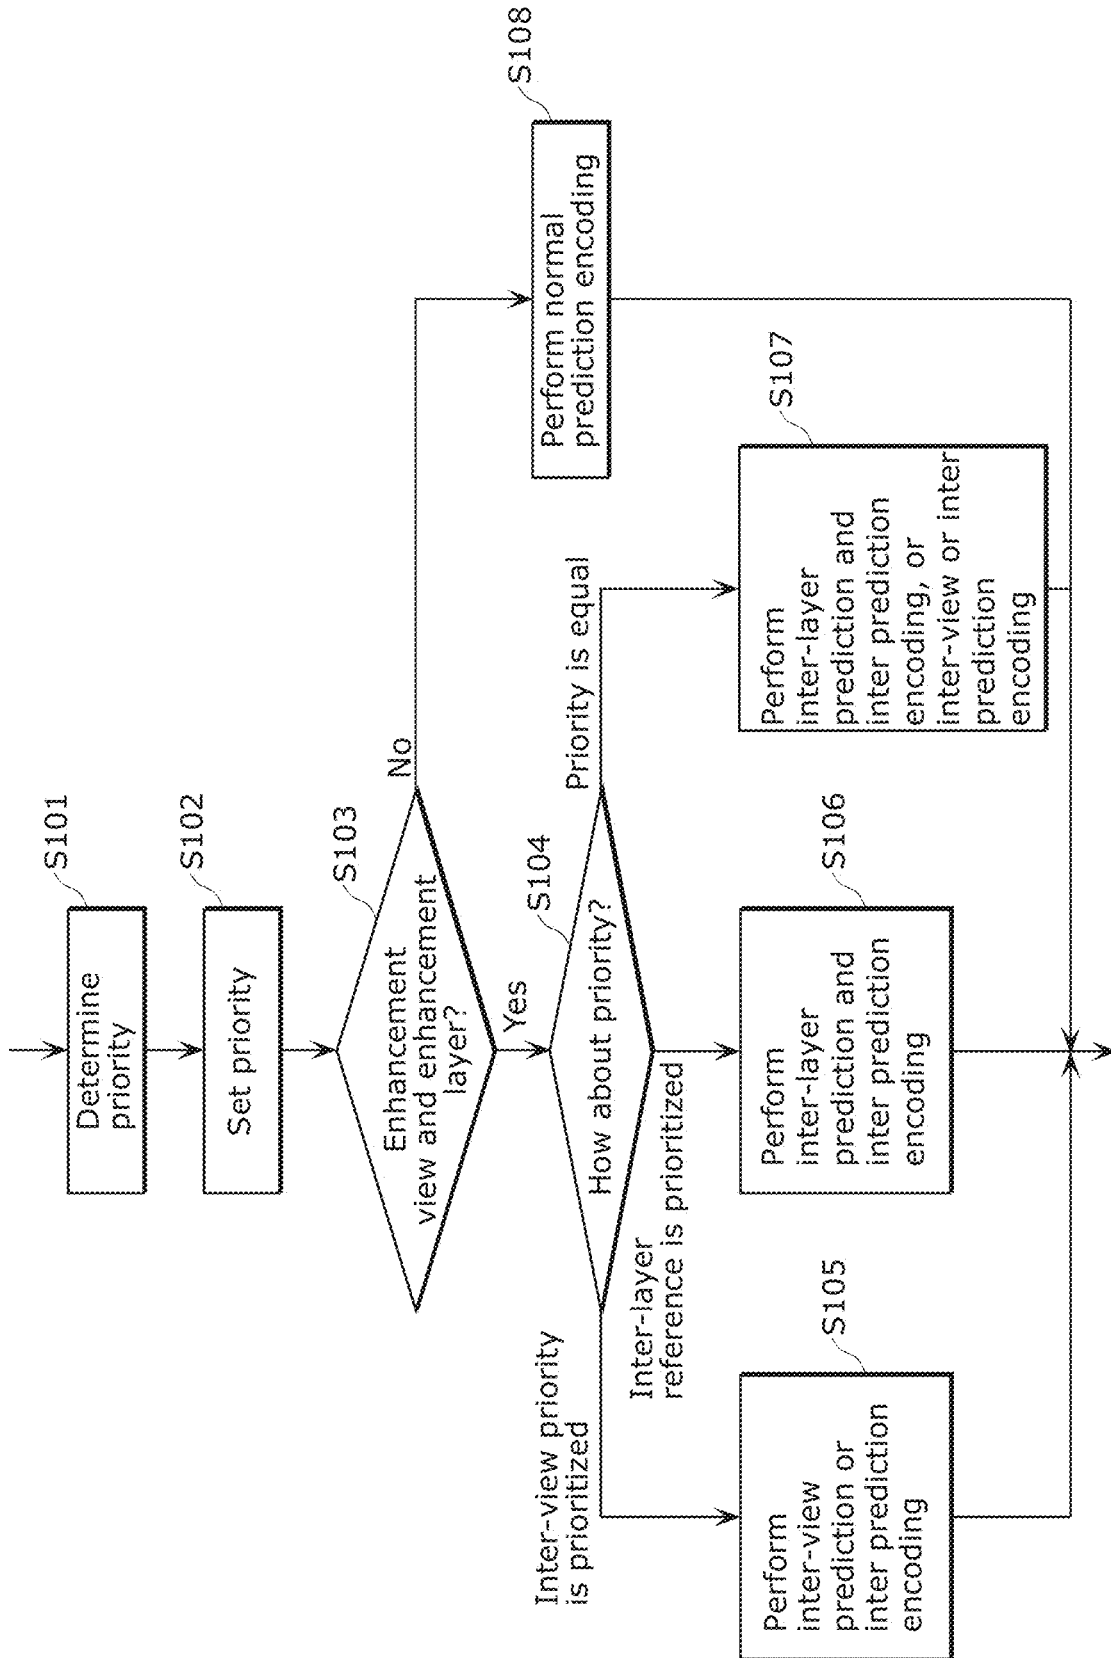 Determine
priority
S101
Set priority
S102
Enhancement
view and enhancement
layer?
S103
No
Yes
How about priority?
S104
Inter-view priority
is prioritized
Inter-layer
reference is prioritized
Priority is equal
Perform
inter-view
prediction or
inter prediction
encoding
S105
Perform
inter-layer
prediction and
inter prediction
encoding
S106
Perform
inter-layer
prediction and
inter prediction
encoding, or
inter-view or inter
prediction
encoding
S107
Perform normal
prediction encoding
S108